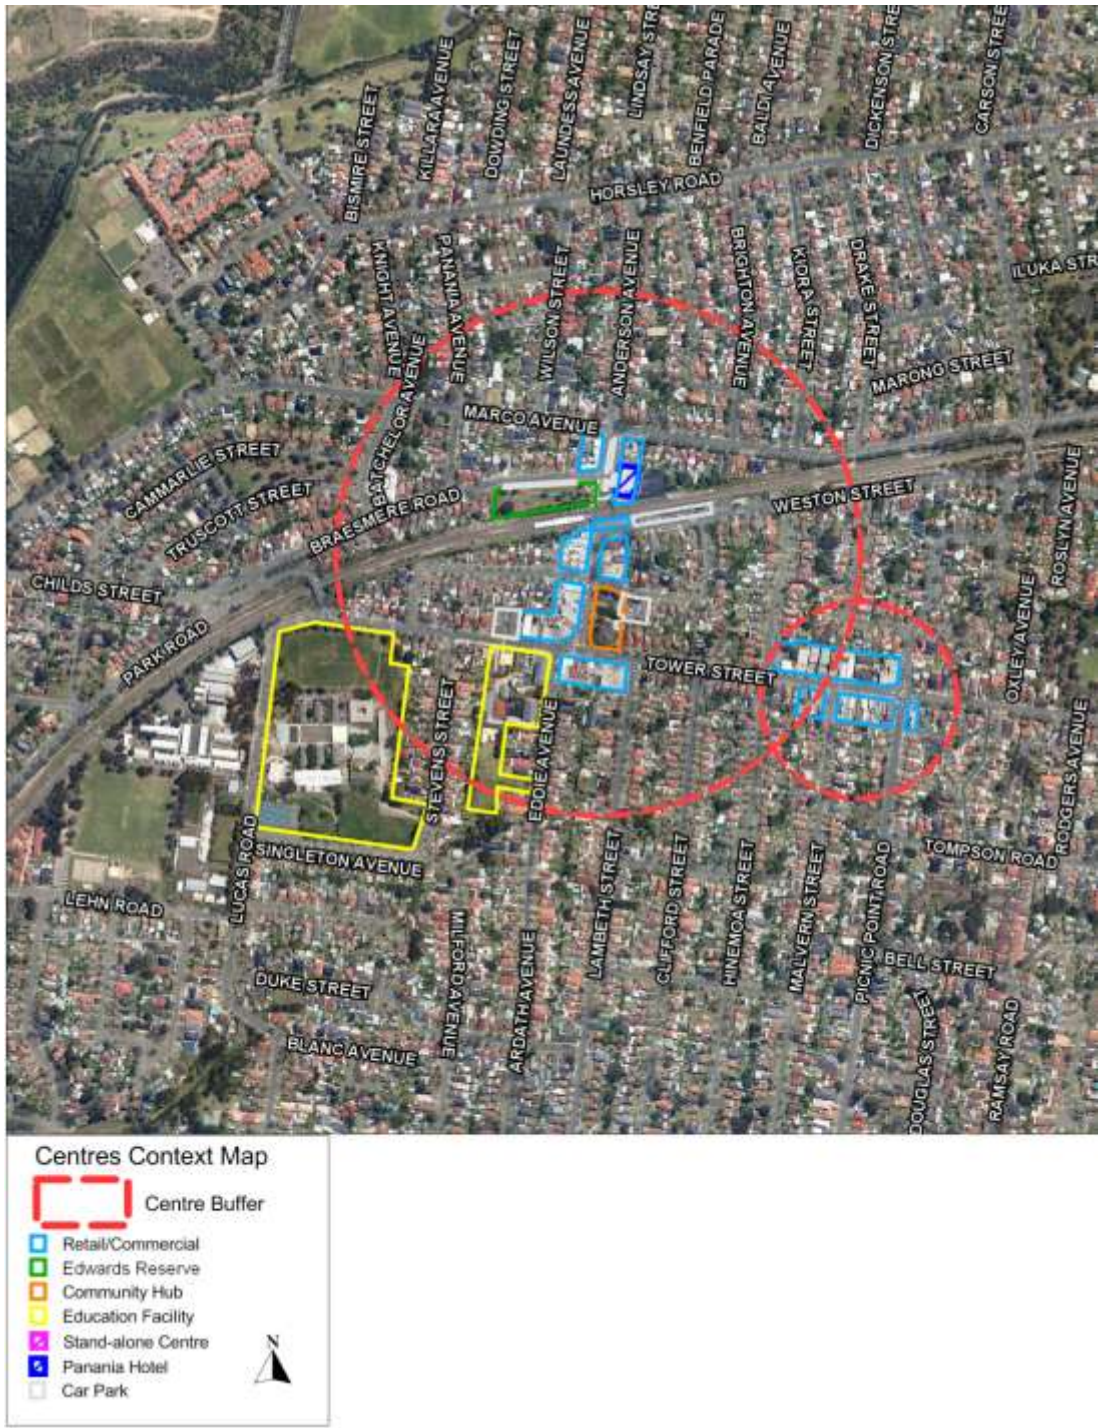 BISMIRE STREET
KILLARA AVENUE
DOWDING STREET
LAUNDESS AVENUE
LINDSAY STRE
BENFIELD PARADE
BALDI AVENUE
DICKENSON STRE
CARSON STREE
HORSLEY ROAD
KNIGHT AVENUE
PANANIA AVENUE
WILSON STREET
ANDERSON AVENUE
BRIGHTON AVENUE
KIORA STREET
DRAKE STREET
ILUKA STR
BATCHELOR AVENUE
MARONG STREET
MARCO AVENUE
CAMMARLIE STREET
TRUSCOTT STREET
BRAESMERE ROAD
WESTON STREET
ROSLYN AVENUE
CHILDS STREET
PARK ROAD
OXLEY AVENUE
TOWER STREET
STEVENS STREET
EDDIE AVENUE
RODGERS AVENUE
LUCAS ROAD
SINGLETON AVENUE
TOMPSON ROAD
LEHN ROAD
MILFORD AVENUE
ARDATH AVENUE
LAMBETH STREET
CLIFFORD STREET
HINEMOA STREET
MALVERN STREET
PICNIC POINT ROAD
BELL STREET
DUKE STREET
BLANC AVENUE
DOUGLAS STREET
RAMSAY ROAD
Centres Context Map
Centre Buffer
Retail/Commercial
Edwards Reserve
Community Hub
Education Facility
Stand-alone Centre
Panania Hotel
Car Park
N